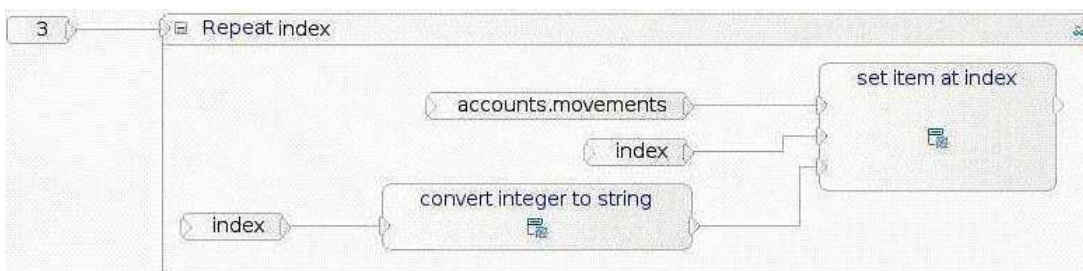 3
Repeat index
set item at index
accounts.movements
index
convert integer to string
index